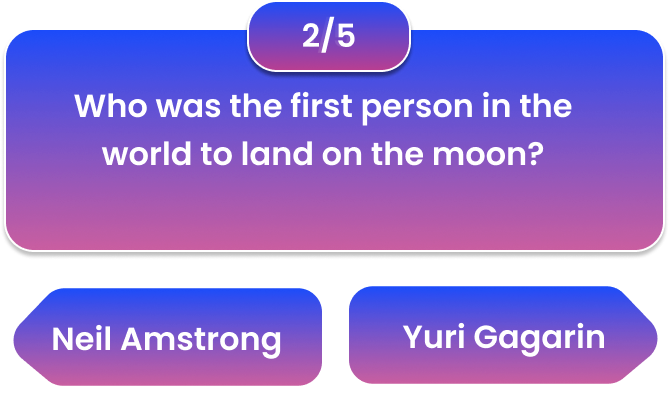 2/5
Who was the first person in the
world to land on the moon?
Neil Amstrong
Yuri Gagarin